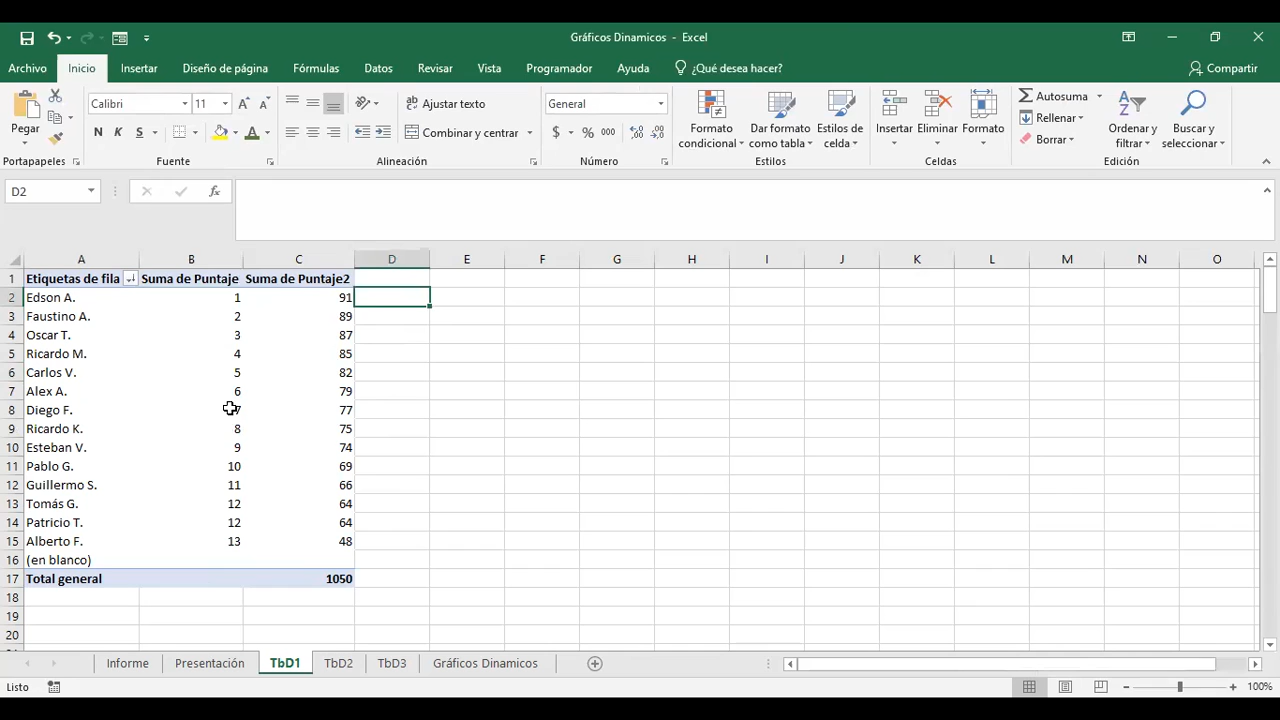 Gráficos Dinamicos - Excel
Archivo Inicio Insertar Diseño de página Fórmulas Datos Revisar Vista Programador Ayuda ¿Qué desea hacer? Compartir
Pegar
Calibri 11
N K S
Ajustar texto
Combinar y centrar
General
$ % 000
Formato condicional
Dar formato como tabla
Estilos de celda
Insertar Eliminar Formato
Autosuma
Rellenar
Borrar
Ordenar y filtrar
Buscar y seleccionar
Portapapeles Fuente Alineación Número Estilos Celdas Edición
D2 fx
A B C D E F G H I J K L M N O
1 Etiquetas de fila Suma de Puntaje Suma de Puntaje2
2 Edson A. 1 91
3 Faustino A. 2 89
4 Oscar T. 3 87
5 Ricardo M. 4 85
6 Carlos V. 5 82
7 Alex A. 6 79
8 Diego F. 7 77
9 Ricardo K. 8 75
10 Esteban V. 9 74
11 Pablo G. 10 69
12 Guillermo S. 11 66
13 Tomás G. 12 64
14 Patricio T. 12 64
15 Alberto F. 13 48
16 (en blanco)
17 Total general 1050
18
19
20
Informe Presentación TbD1 TbD2 TbD3 Gráficos Dinamicos
Listo 100%